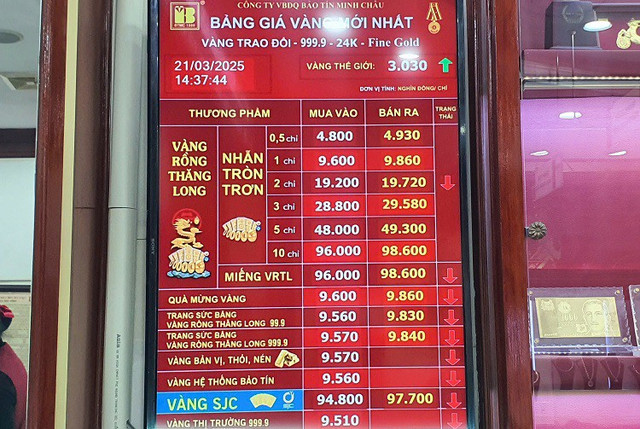 CÔNG TY VBĐQ BẢO TÍN MINH CHÂU
BẢNG GIÁ VÀNG MỚI NHẤT
VÀNG TRAO ĐỔI - 999.9 - 24K - Fine Gold
21/03/2025
14:37:44
VÀNG THẾ GIỚI: 3.030
ĐƠN VỊ TÍNH: NGHÌN ĐỒNG/ CHỈ
THƯƠNG PHẨM MUA VÀO BÁN RA TRẠNG THÁI
VÀNG RỒNG THĂNG LONG
NHẪN TRÒN TRƠN
0,5 chỉ 4.800 4.930
1 chỉ 9.600 9.860
2 chỉ 19.200 19.720
3 chỉ 28.800 29.580
5 chỉ 48.000 49.300
10 chỉ 96.000 98.600
MIẾNG VRTL 96.000 98.600
QUÀ MỪNG VÀNG 9.600 9.860
TRANG SỨC BẰNG
VÀNG RỒNG THĂNG LONG 99.9 9.560 9.830
TRANG SỨC BẰNG
VÀNG RỒNG THĂNG LONG 999.9 9.570 9.840
VÀNG BẢN VỊ, THỎI, NÉN 9.570
VÀNG HỆ THỐNG BẢO TÍN 9.560
VÀNG SJC 94.800 97.700
VÀNG THỊ TRƯỜNG 999.9 9.510